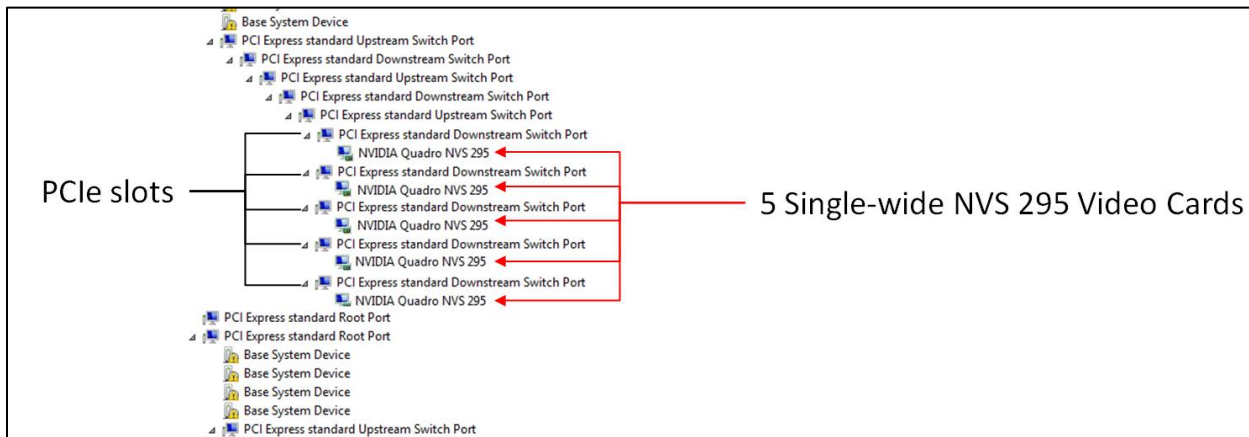 Base System Device
PCI Express standard Upstream Switch Port
PCI Express standard Downstream Switch Port
PCI Express standard Upstream Switch Port
PCI Express standard Downstream Switch Port
PCI Express standard Upstream Switch Port
PCI Express standard Downstream Switch Port
NVIDIA Quadro NVS 295
PCI Express standard Downstream Switch Port
PCIe slots
NVIDIA Quadro NVS 295
5 Single-wide NVS 295 Video Cards
PCI Express standard Downstream Switch Port
NVIDIA Quadro NVS 295
PCI Express standard Downstream Switch Port
NVIDIA Quadro NVS 295
PCI Express standard Downstream Switch Port
NVIDIA Quadro NVS 295
PCI Express standard Root Port
PCI Express standard Root Port
Base System Device
Base System Device
Base System Device
Base System Device
PCI Express standard Upstream Switch Port